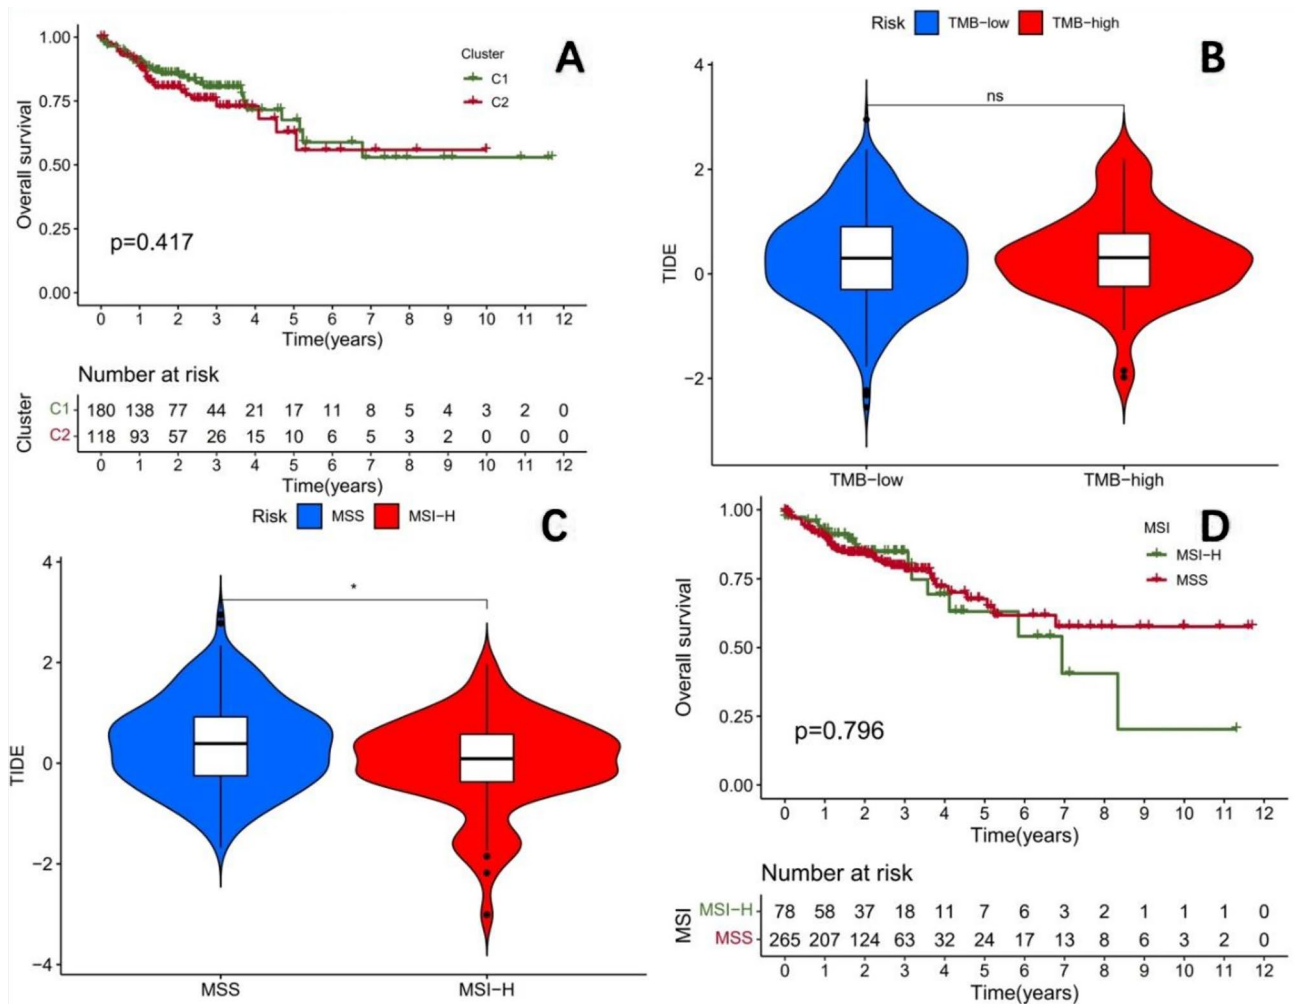 A
Cluster
C1
C2
Overall survival
1.00
0.75
0.50
0.25
0.00
p=0.417
0 1 2 3 4 5 6 7 8 9 10 11 12
Time(years)
Number at risk
Cluster
C1 180 138 77 44 21 17 11 8 5 4 3 2 0
C2 118 93 57 26 15 10 6 5 3 2 0 0 0
0 1 2 3 4 5 6 7 8 9 10 11 12
Time(years)
Risk TMB−low TMB−high
B
TIDE
4
2
0
−2
ns
TMB−low TMB−high
Risk MSS MSI−H
C
TIDE
4
2
0
−2
−4
*
MSS MSI−H
D
MSI
MSI−H
MSS
Overall survival
1.00
0.75
0.50
0.25
0.00
p=0.796
0 1 2 3 4 5 6 7 8 9 10 11 12
Time(years)
Number at risk
MSI
MSI−H 78 58 37 18 11 7 6 3 2 1 1 1 0
MSS 265 207 124 63 32 24 17 13 8 6 3 2 0
0 1 2 3 4 5 6 7 8 9 10 11 12
Time(years)